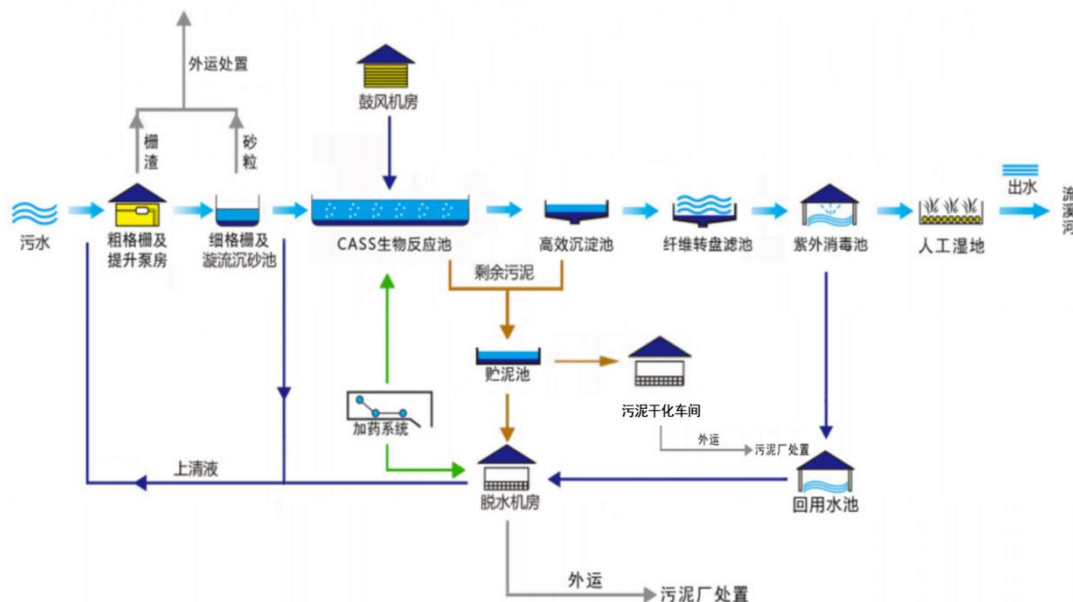 外运处置
鼓风机房
栅渣
砂粒
污水
粗格栅及
提升泵房
细格栅及
漩流沉砂池
CASS生物反应池
高效沉淀池
纤维转盘滤池
紫外消毒池
人工湿地
出水
流溪河
剩余污泥
贮泥池
污泥干化车间
外运
污泥厂处置
加药系统
上清液
脱水机房
回用水池
外运
污泥厂处置